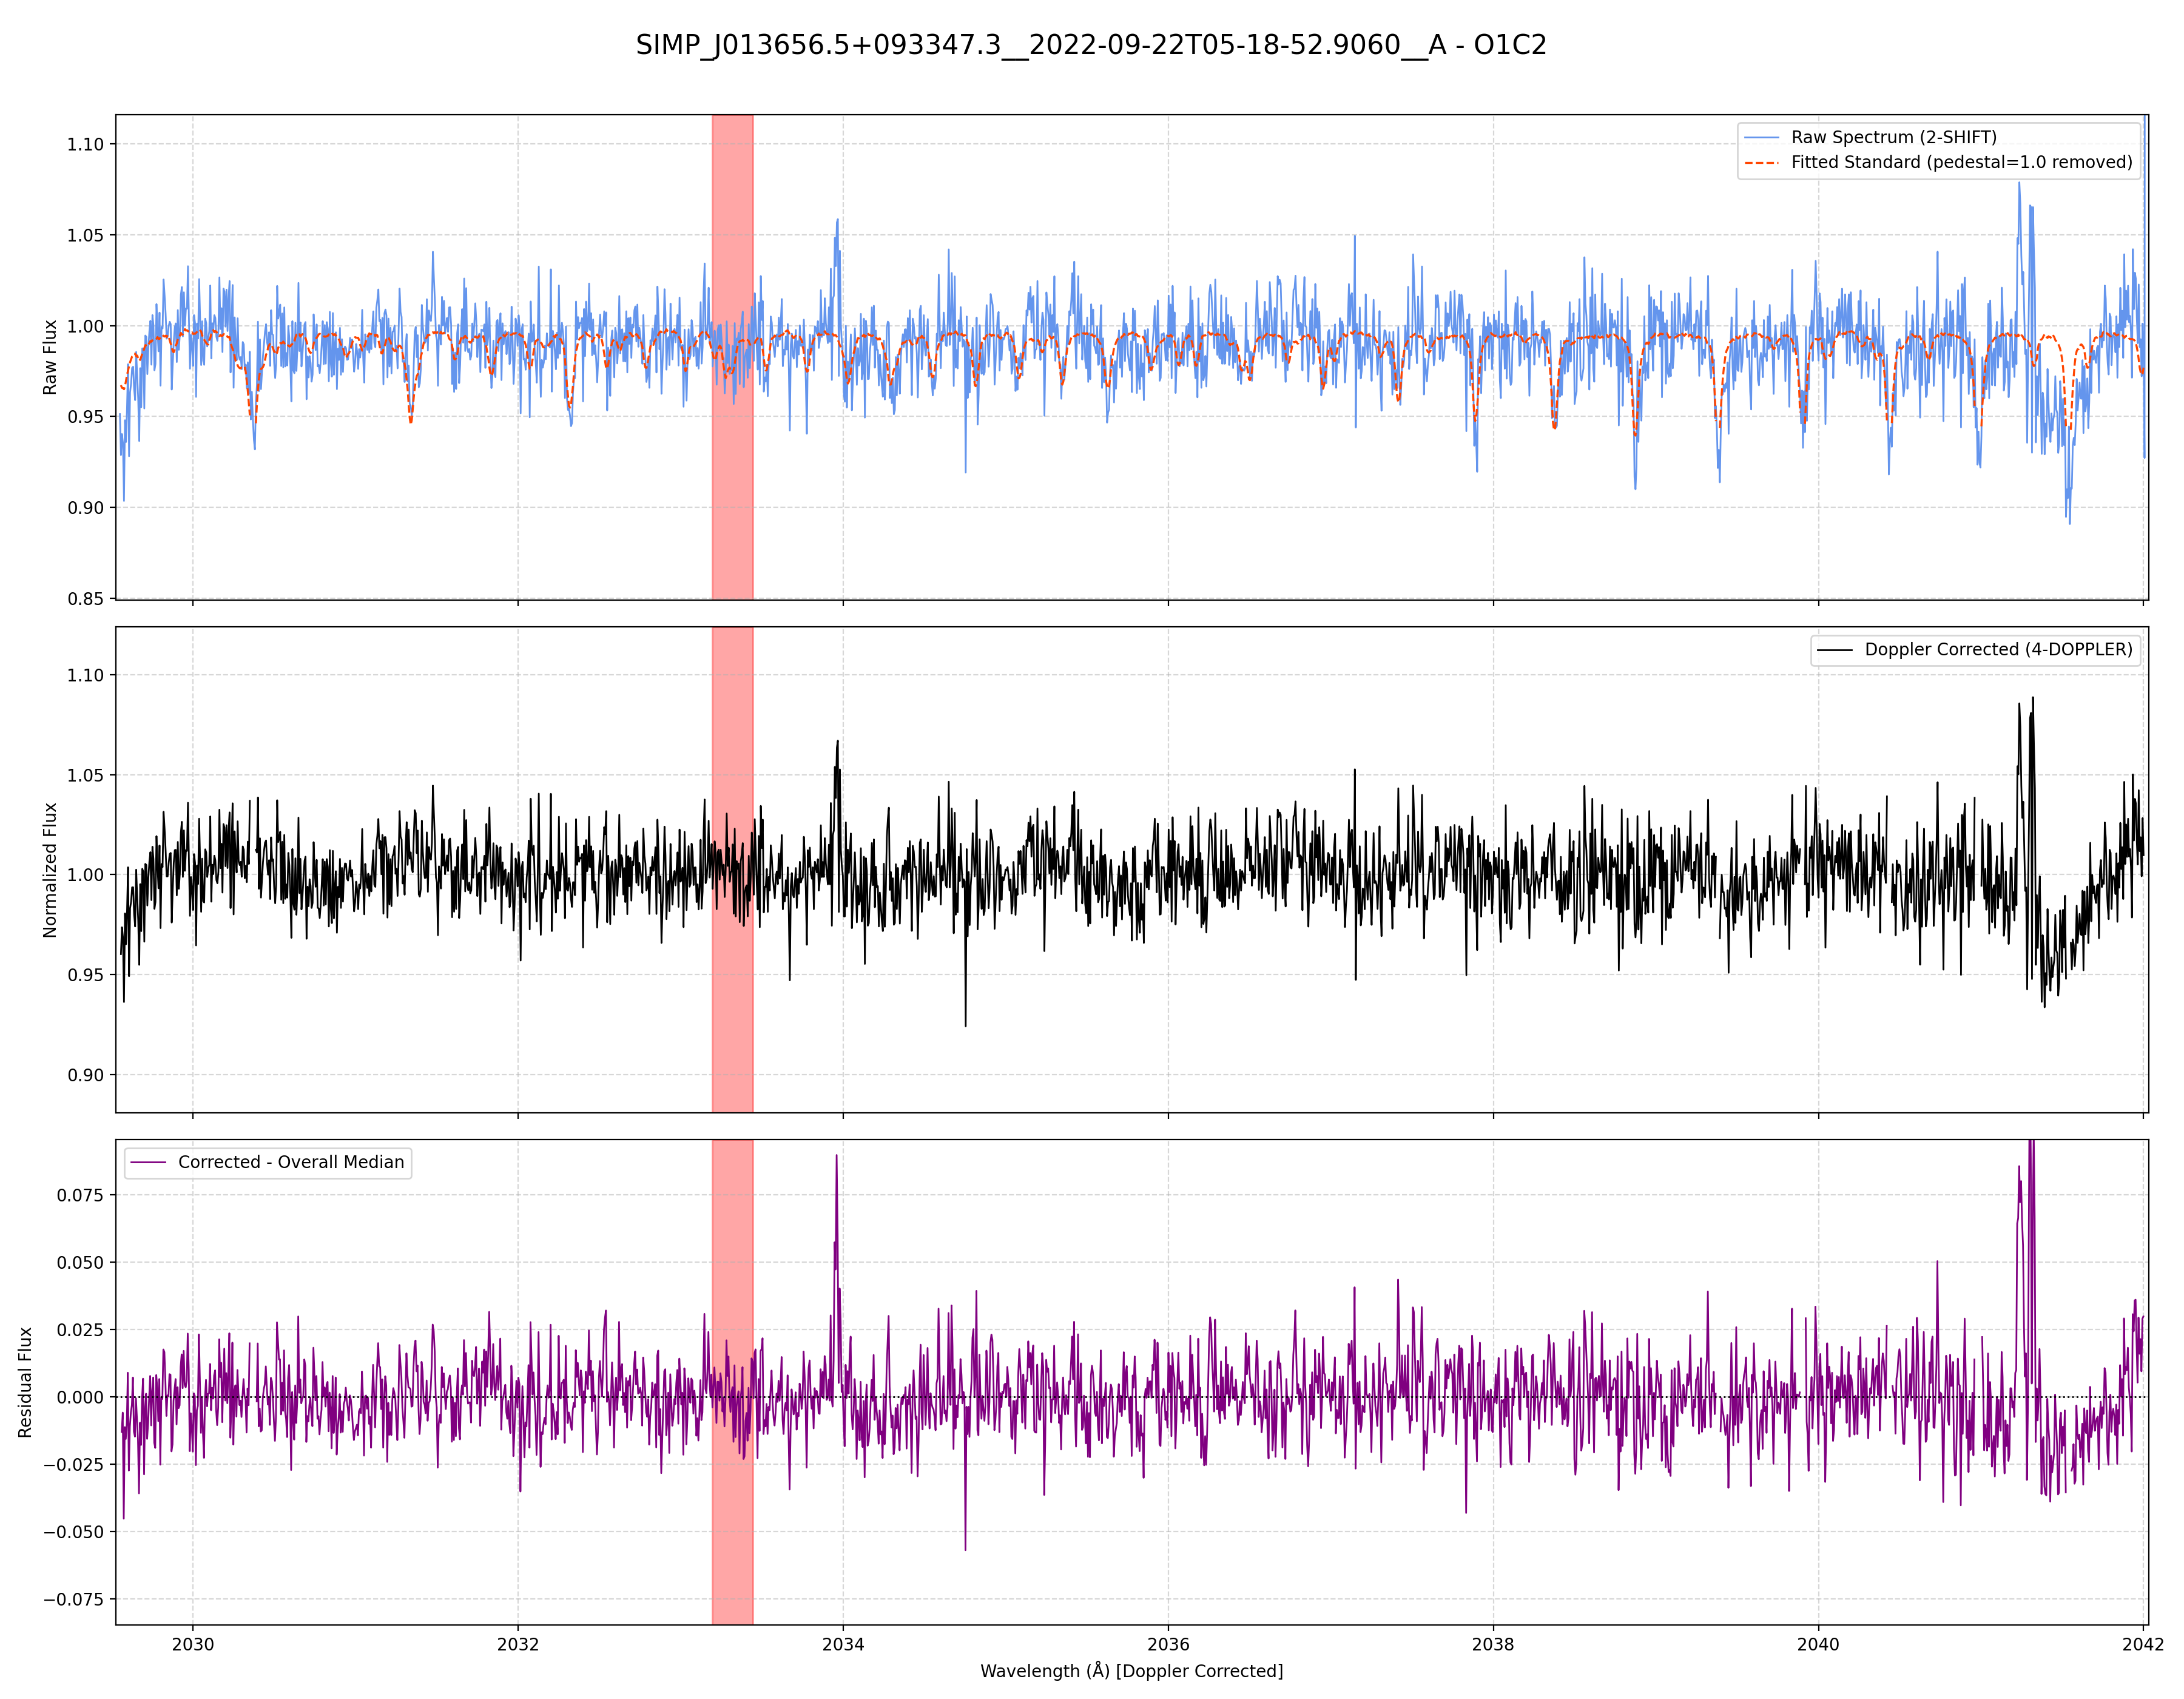 SIMP_J013656.5+093347.3__2022-09-22T05-18-52.9060__A - O1C2
Raw Spectrum (2-SHIFT)
Fitted Standard (pedestal=1.0 removed)
1.10
1.05
1.00
0.95
0.90
0.85
Raw Flux
Doppler Corrected (4-DOPPLER)
1.10
1.05
1.00
0.95
0.90
Normalized Flux
Corrected - Overall Median
0.075
0.050
0.025
0.000
−0.025
−0.050
−0.075
Residual Flux
2030 2032 2034 2036 2038 2040 2042
Wavelength (Å) [Doppler Corrected]